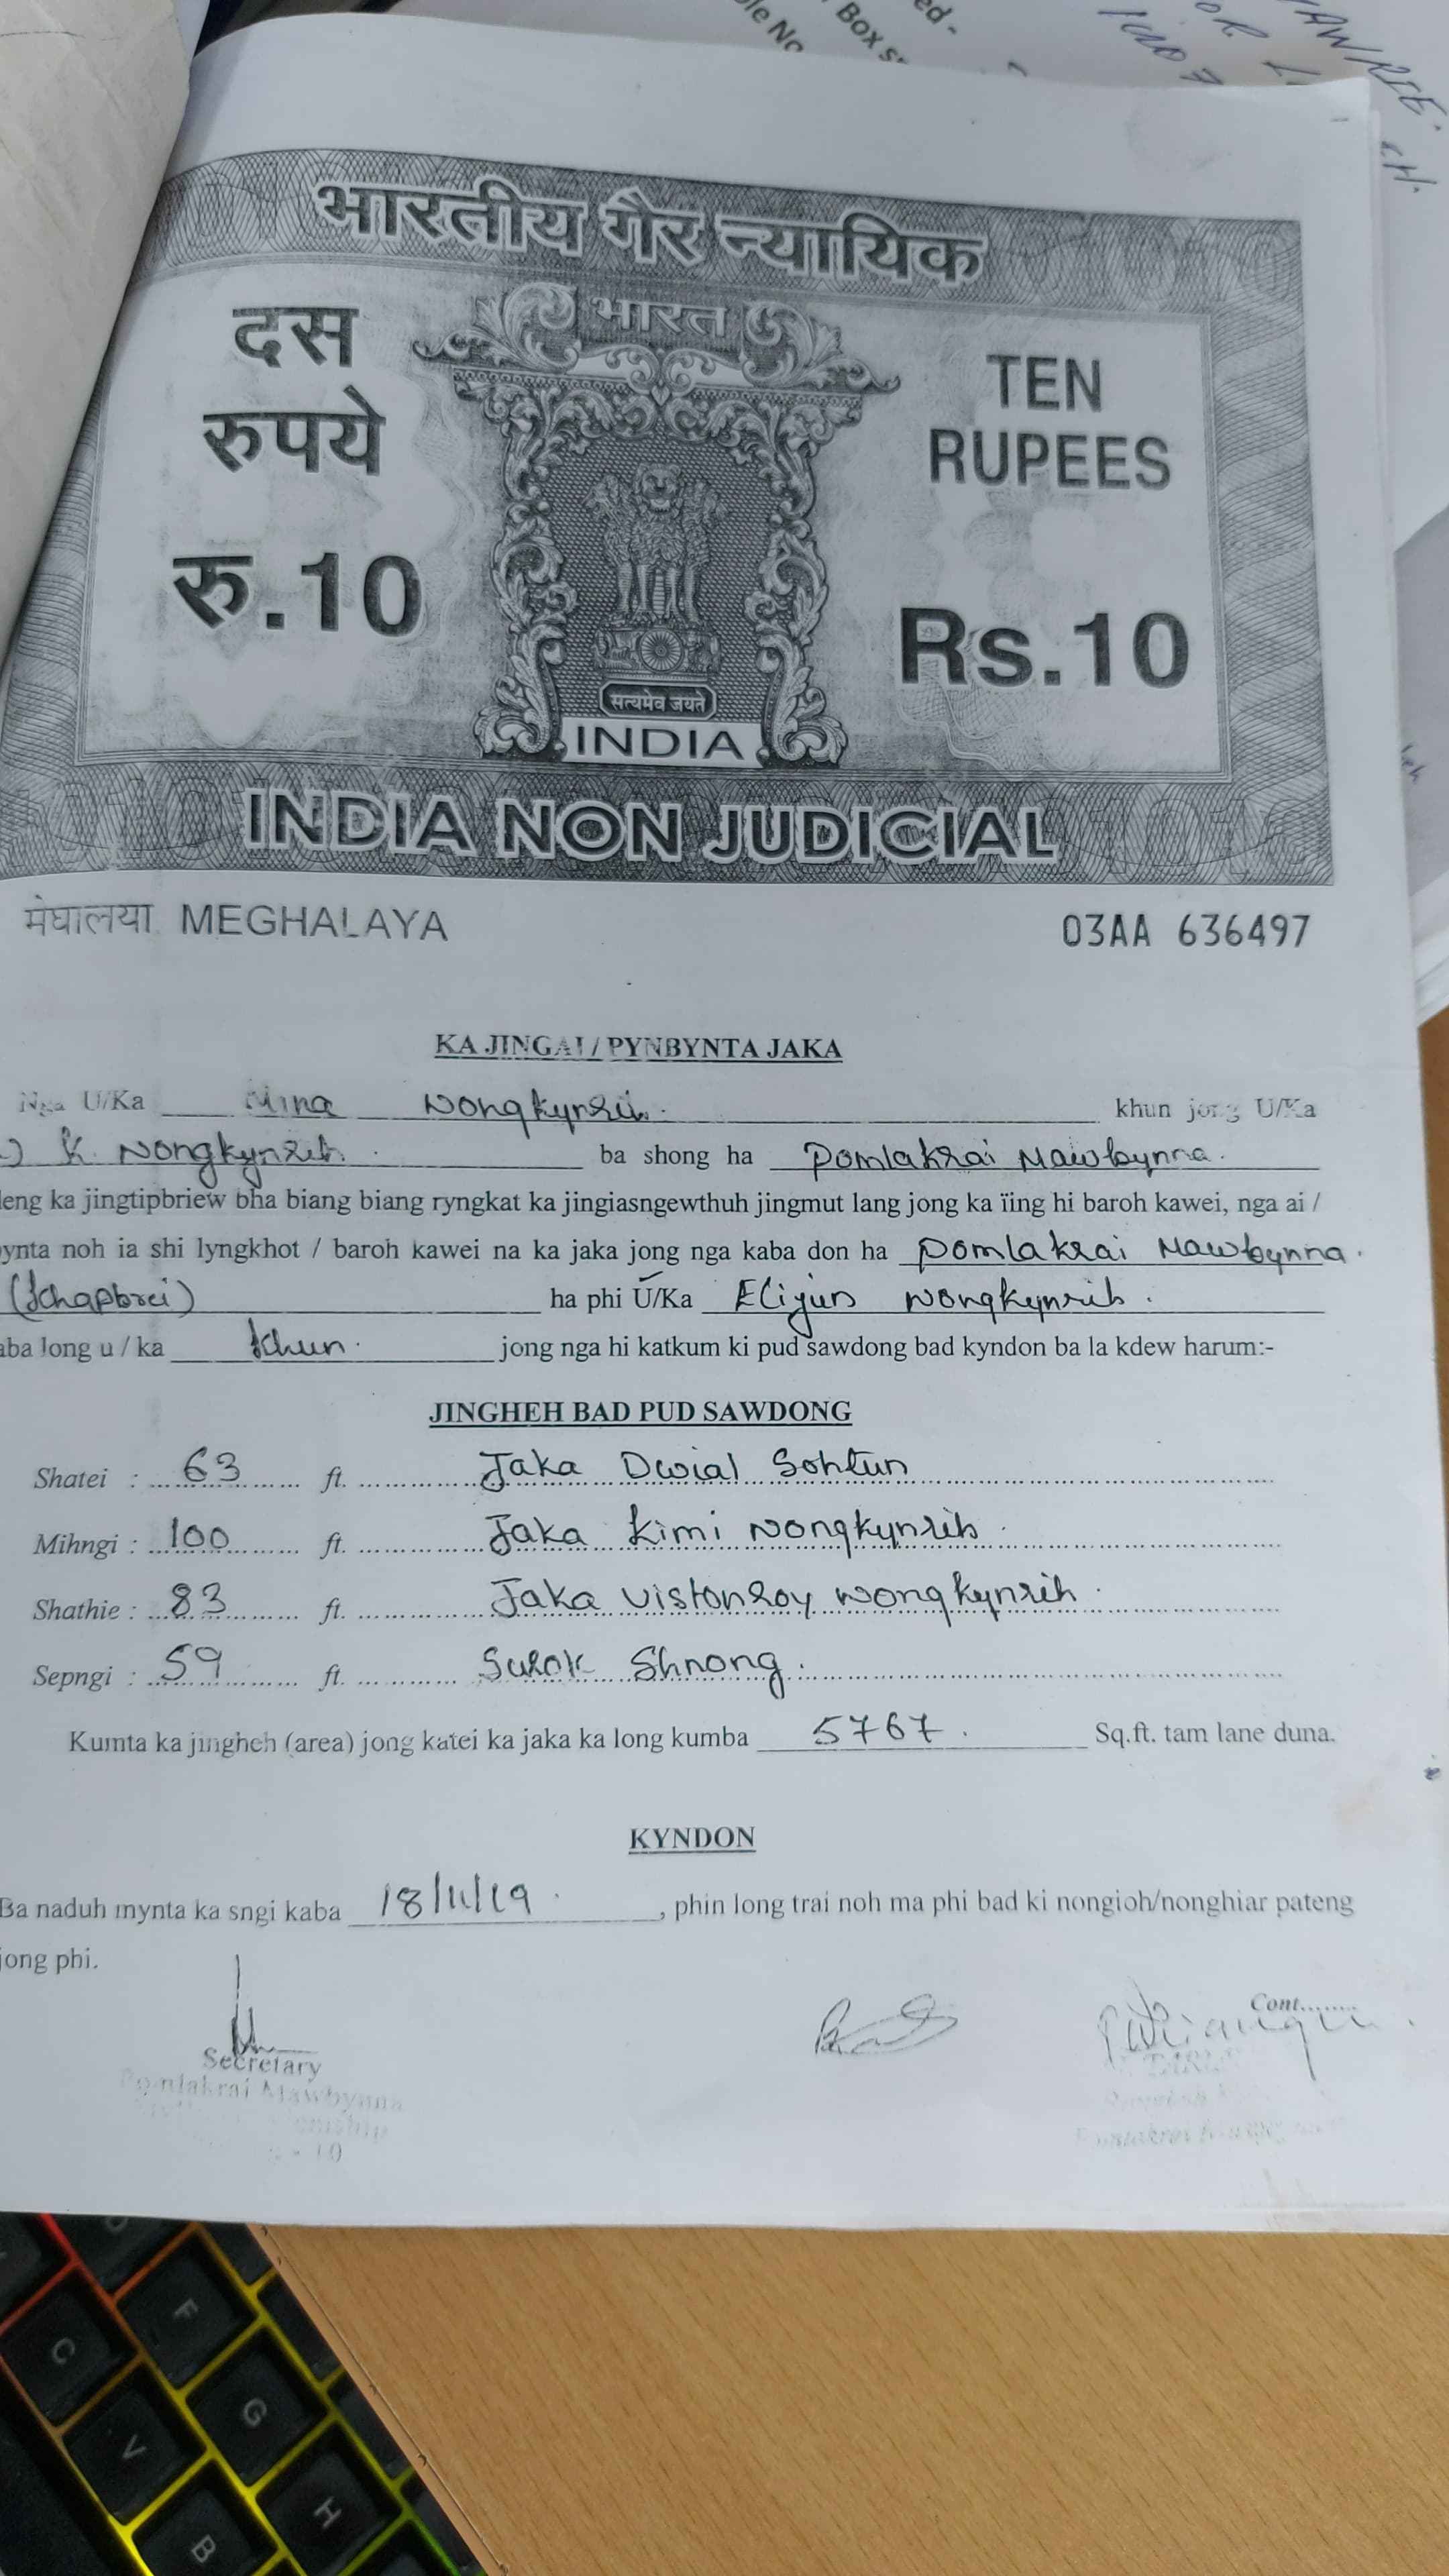 भारतीय गैर न्यायिक
भारत
दस
रुपये
TEN
RUPEES
रु.10
Rs.10
सत्यमेव जयते
INDIA
INDIA NON JUDICIAL
मेघालया MEGHALAYA
03AA 636497
KA JINGAI / PYNBYNTA JAKA
Nga U/Ka Mina Nongkynrih. khun jong U/Ka
K. Nongkynrih. ba shong ha Pomlakrai Mawbynna.
ka jingtipbriew bha biang biang ryngkat ka jingiasngewthuh jingmut lang jong ka ïing hi baroh kawei, nga ai /
ynta noh ia shi lyngkhot / baroh kawei na ka jaka jong nga kaba don ha Pomlakrai Mawbynna.
(Khapbrei) ha phi U/Ka Elijus Nongkynrih.
aba long u / ka Khun. jong nga hi katkum ki pud sawdong bad kyndon ba la kdew harum:-
JINGHEH BAD PUD SAWDONG
Shatei : 63 ft. Jaka Dwial Sohtun
Mihngi : 100 ft. Jaka Kimi Nongkynrih.
Shathie : 83 ft. Jaka Vistonroy Nongkynrih.
Sepngi : 59 ft. Surok Shnong.
Kumta ka jingheh (area) jong katei ka jaka ka long kumba 5767. Sq.ft. tam lane duna.
KYNDON
Ba naduh mynta ka sngi kaba 18/11/19. , phin long trai noh ma phi bad ki nongioh/nonghiar pateng
jong phi.
Cont.......
Secretary
Pomlakrai Mawbynna
C
F
V
G
B
H